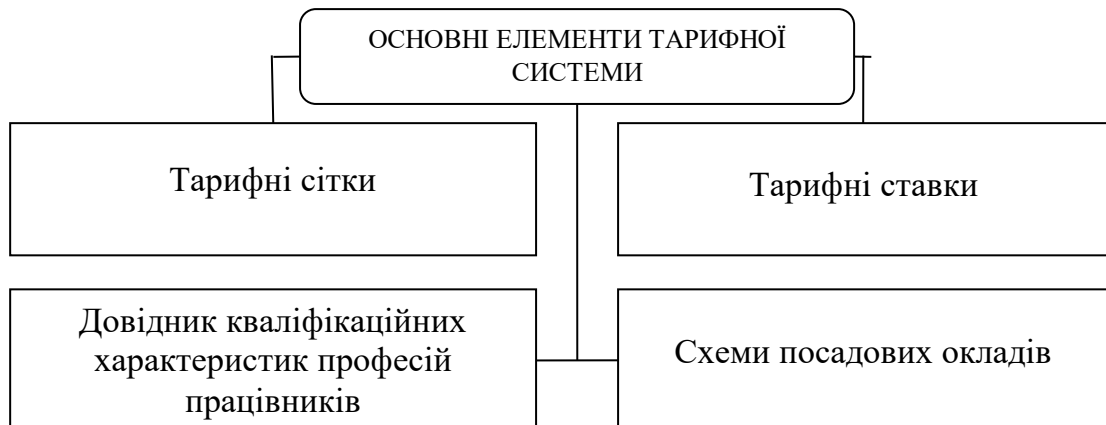 ОСНОВНІ ЕЛЕМЕНТИ ТАРИФНОЇ
СИСТЕМИ
Тарифні сітки
Тарифні ставки
Довідник кваліфікаційних
характеристик професій
працівників
Схеми посадових окладів